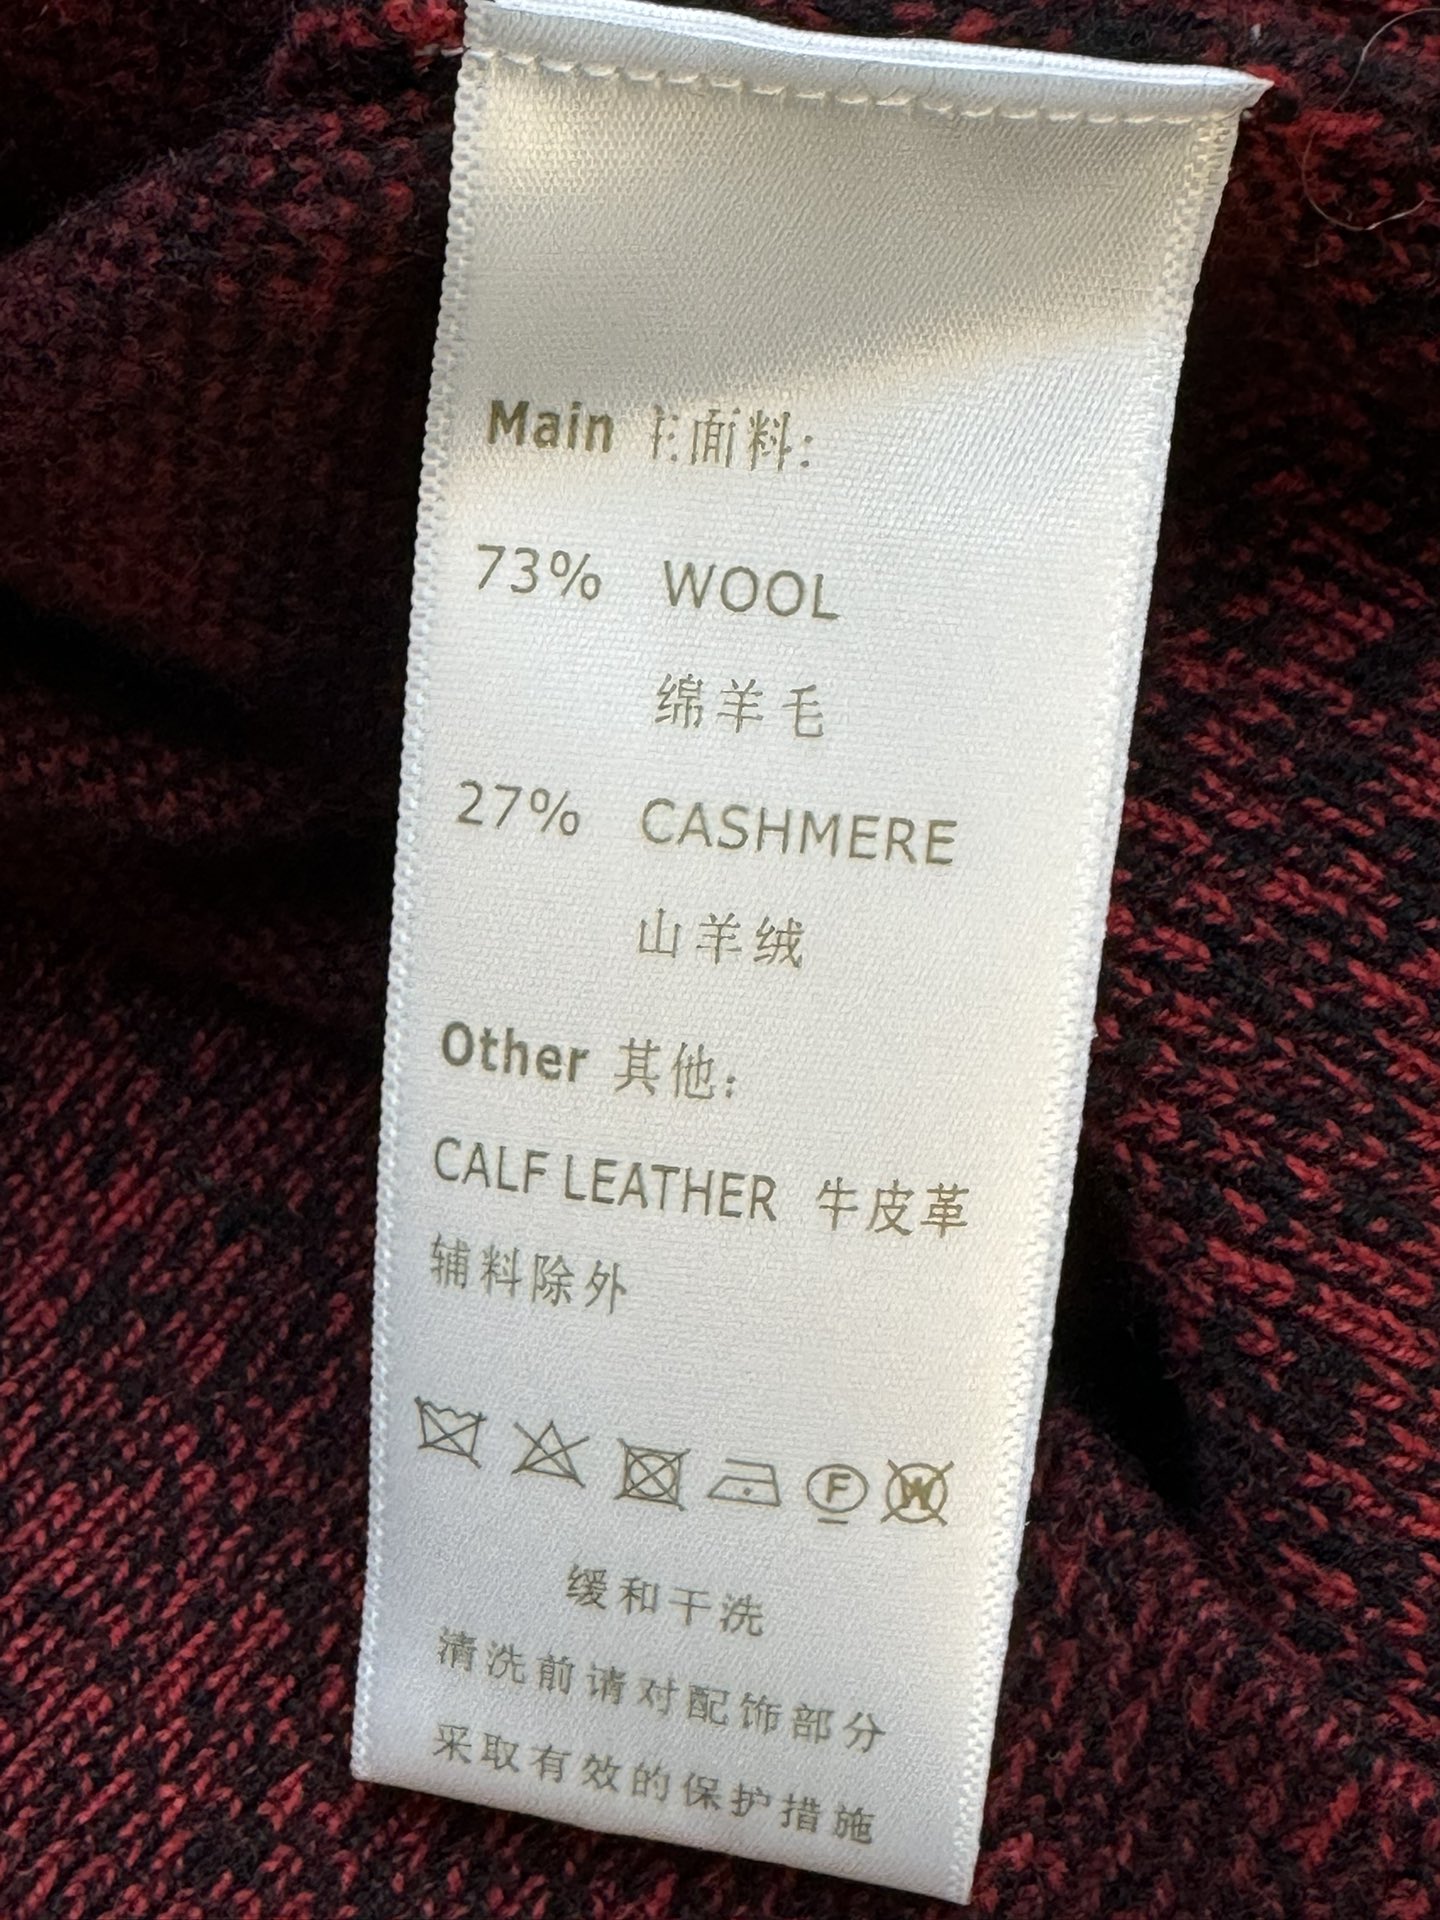 Main 主面料:
73% WOOL
绵羊毛
27% CASHMERE
山羊绒
Other 其他:
CALF LEATHER 牛皮革
辅料除外
F W
缓和干洗
清洗前请对配饰部分
采取有效的保护措施